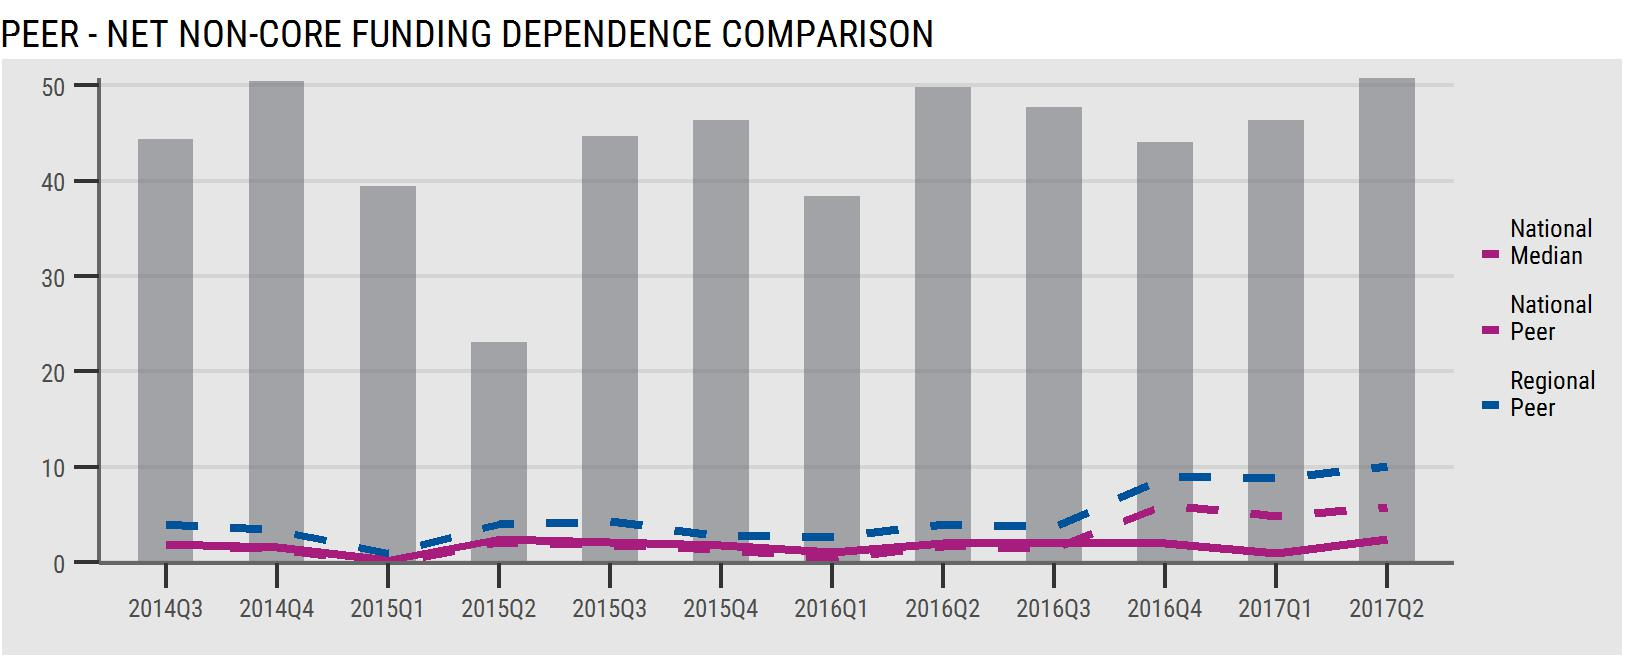 PEER - NET NON-CORE FUNDING DEPENDENCE COMPARISON
50
40
30
20
10
0
2014Q3 2014Q4 2015Q1 2015Q2 2015Q3 2015Q4 2016Q1 2016Q2 2016Q3 2016Q4 2017Q1 2017Q2
National
Median
National
Peer
Regional
Peer